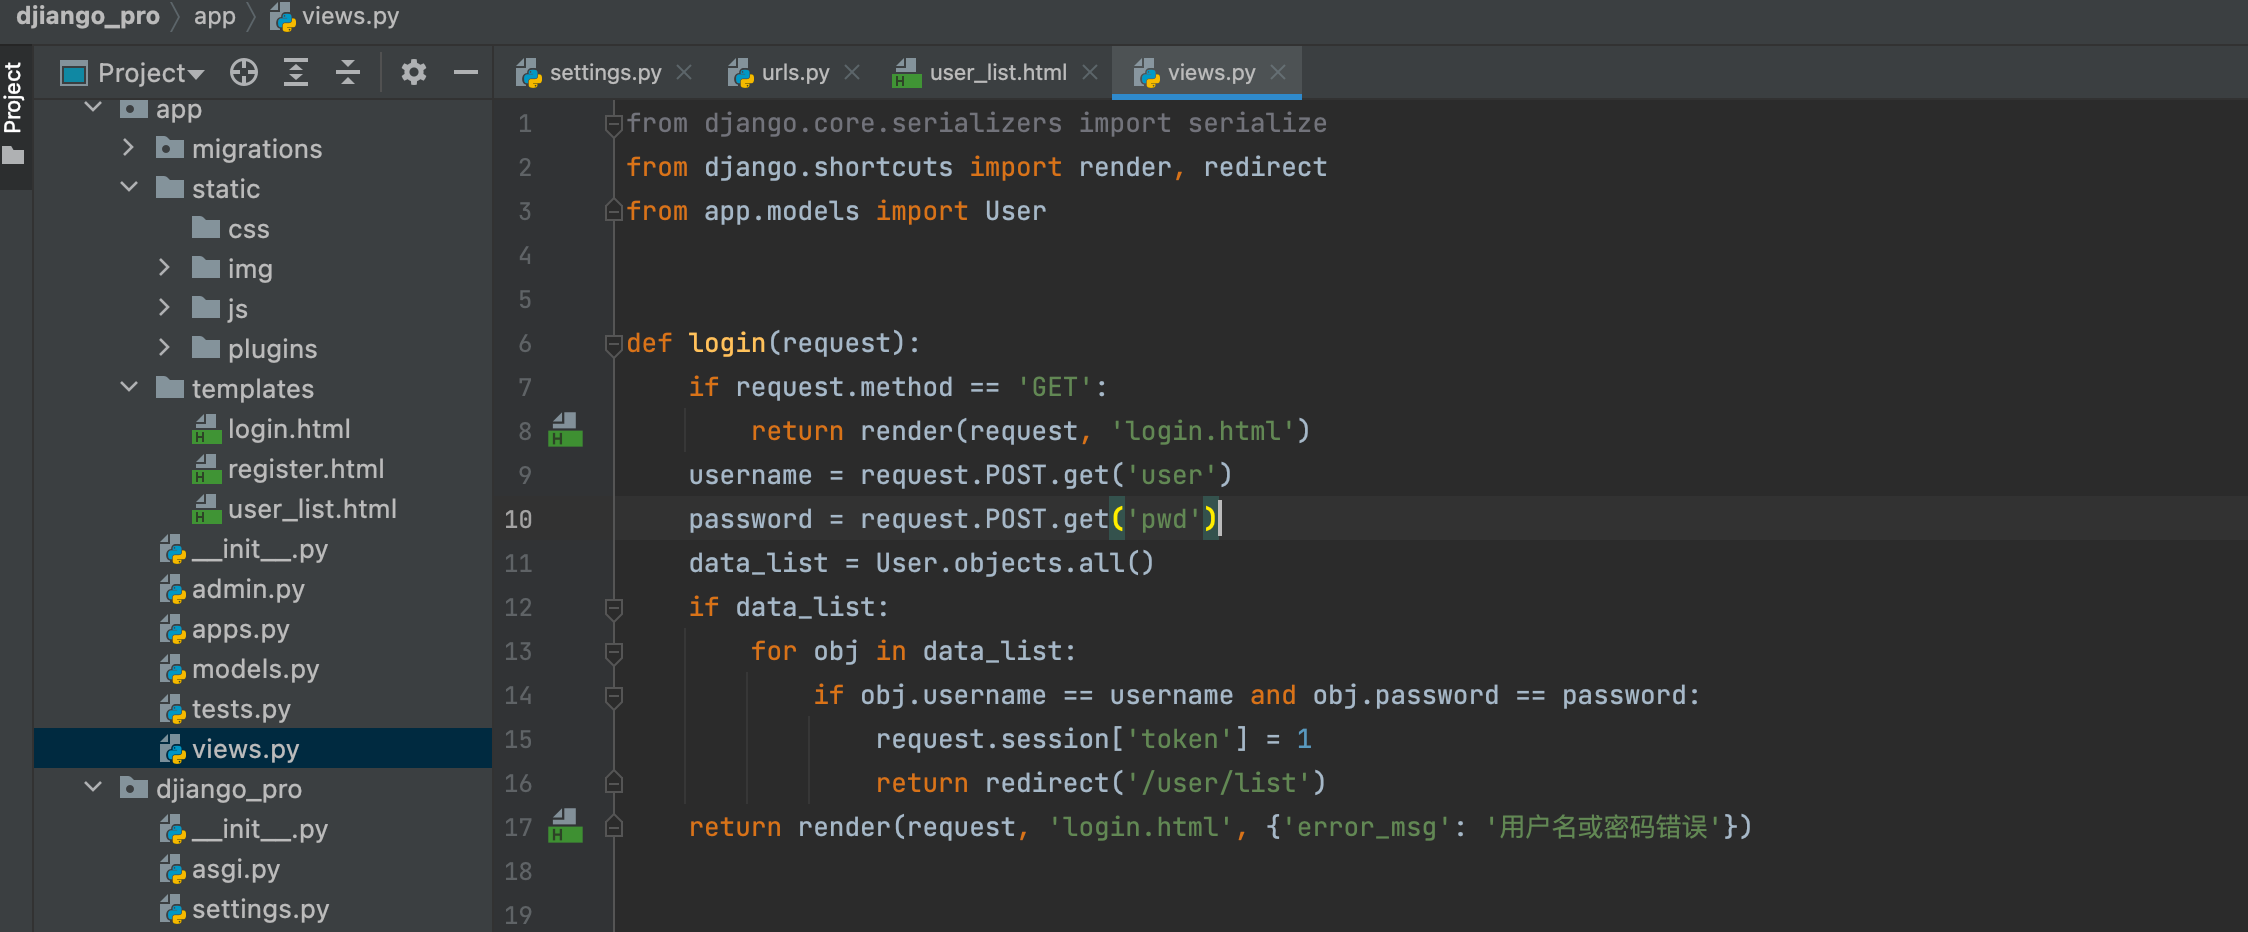 djiango_pro app views.py
Project
Project
settings.py
urls.py
user_list.html
views.py
app
migrations
static
css
img
js
plugins
templates
login.html
register.html
user_list.html
__init__.py
admin.py
apps.py
models.py
tests.py
views.py
djiango_pro
__init__.py
asgi.py
settings.py
1 from django.core.serializers import serialize
2 from django.shortcuts import render, redirect
3 from app.models import User
4
5
6 def login(request):
7     if request.method == 'GET':
8         return render(request, 'login.html')
9     username = request.POST.get('user')
10     password = request.POST.get('pwd')
11     data_list = User.objects.all()
12     if data_list:
13         for obj in data_list:
14             if obj.username == username and obj.password == password:
15                 request.session['token'] = 1
16                 return redirect('/user/list')
17     return render(request, 'login.html', {'error_msg': '用户名或密码错误'})
18
19